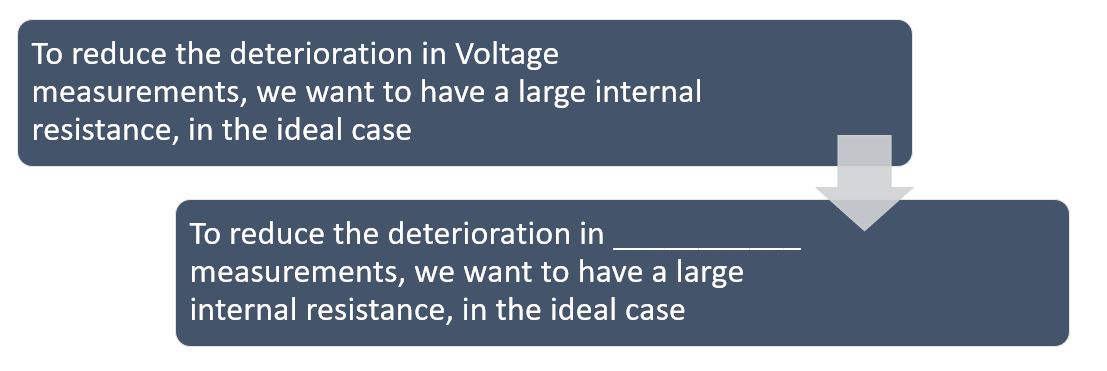 To reduce the deterioration in Voltage
measurements, we want to have a large internal
resistance, in the ideal case
To reduce the deterioration in ___________
measurements, we want to have a large
internal resistance, in the ideal case